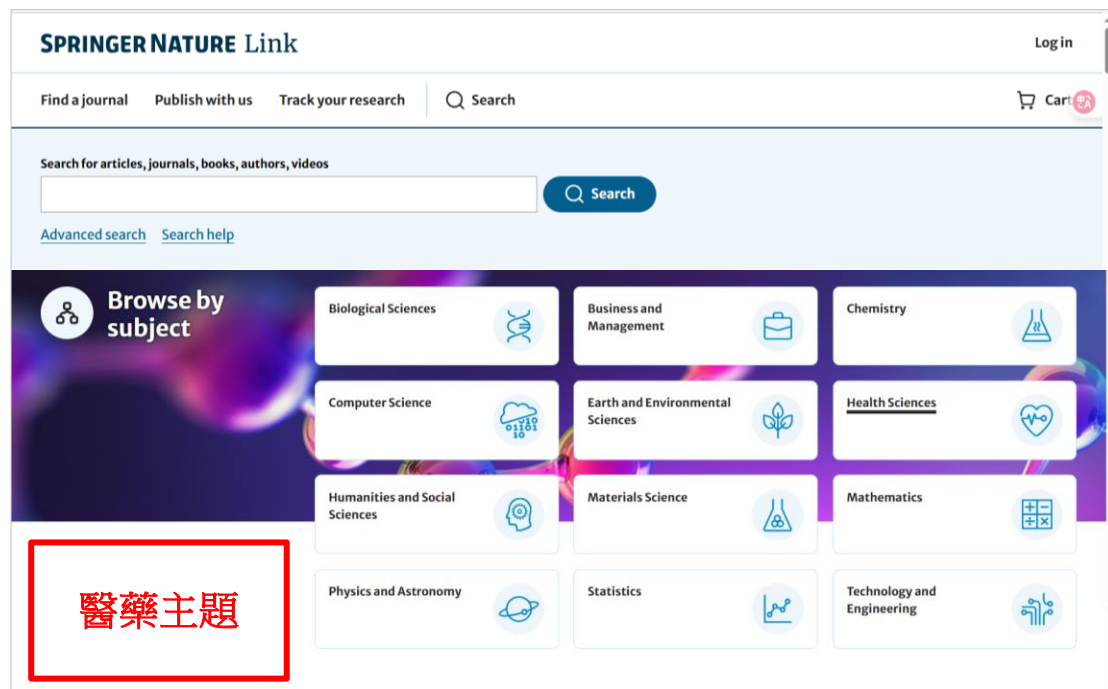 SPRINGER NATURE Link
Log in
Find a journal
Publish with us
Track your research
Search
Cart
Search for articles, journals, books, authors, videos
Search
Advanced search
Search help
Browse by
subject
Biological Sciences
Business and
Management
Chemistry
Computer Science
Earth and Environmental
Sciences
Health Sciences
Humanities and Social
Sciences
Materials Science
Mathematics
Physics and Astronomy
Statistics
Technology and
Engineering
醫藥主題